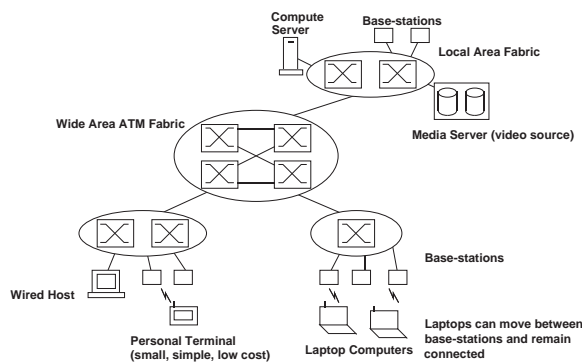 Compute
Server
Base-stations
Local Area Fabric
Wide Area ATM Fabric
Media Server (video source)
Base-stations
Wired Host
Personal Terminal
(small, simple, low cost)
Laptop Computers
Laptops can move between
base-stations and remain
connected